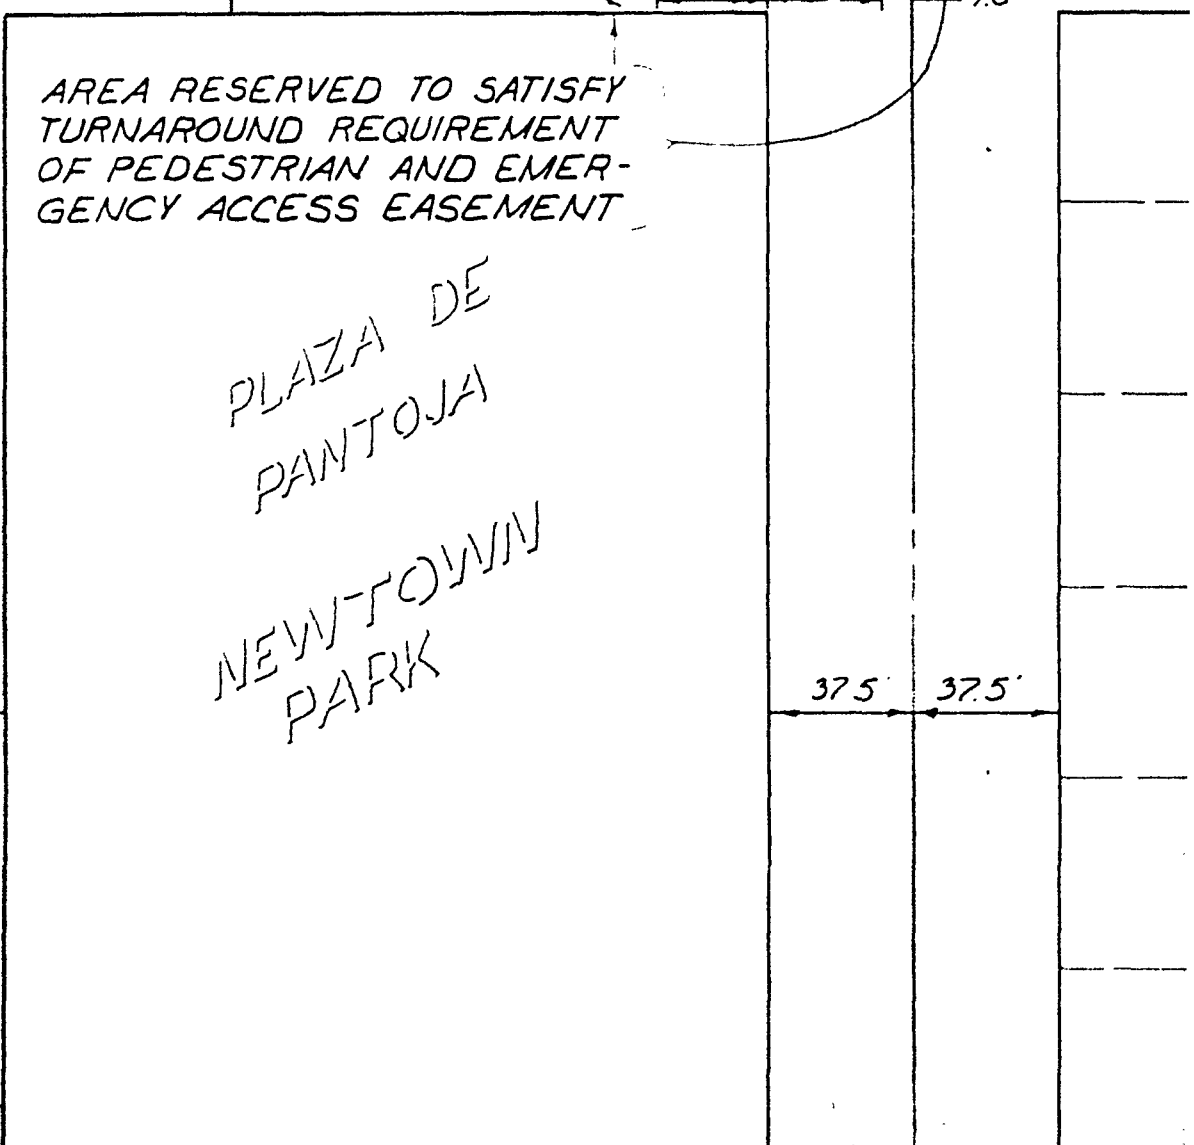 AREA RESERVED TO SATISFY
TURNAROUND REQUIREMENT
OF PEDESTRIAN AND EMER-
GENCY ACCESS EASEMENT
PLAZA DE
PANTOJA
NEWTOWN
PARK
37.5' 37.5'